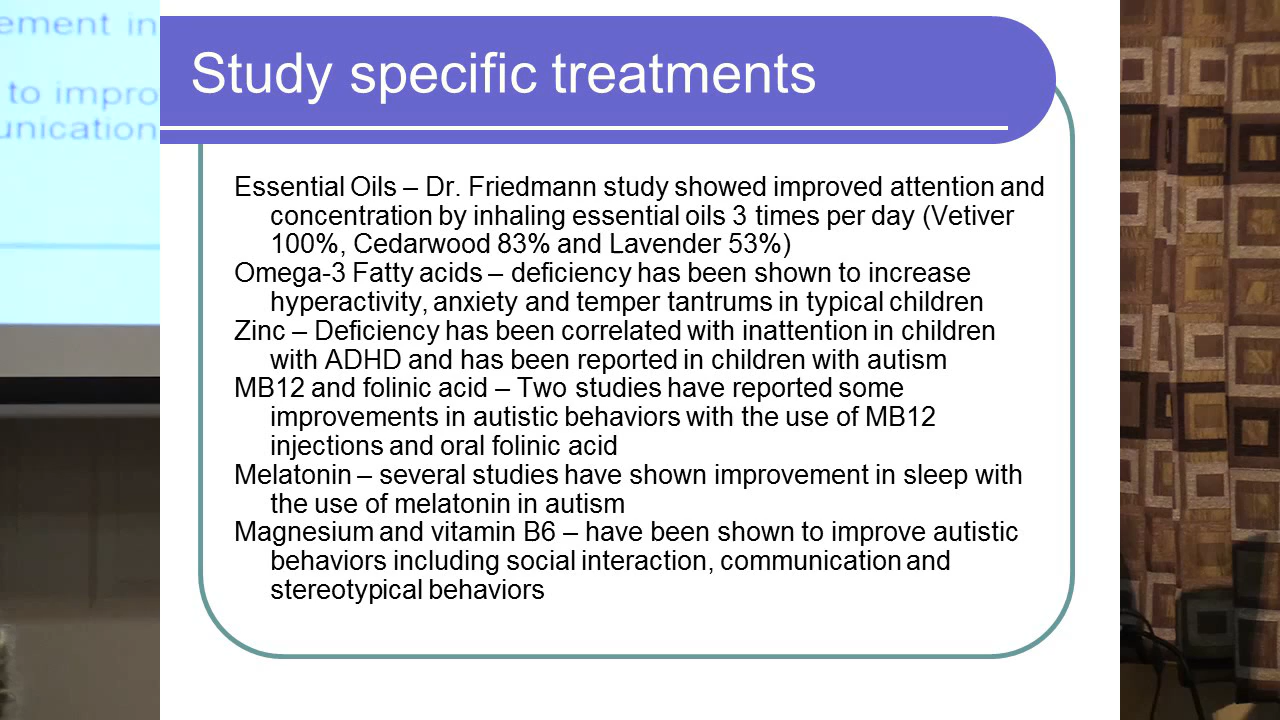 ement in
to impro
unication
Study specific treatments
Essential Oils – Dr. Friedmann study showed improved attention and
concentration by inhaling essential oils 3 times per day (Vetiver
100%, Cedarwood 83% and Lavender 53%)
Omega-3 Fatty acids – deficiency has been shown to increase
hyperactivity, anxiety and temper tantrums in typical children
Zinc – Deficiency has been correlated with inattention in children
with ADHD and has been reported in children with autism
MB12 and folinic acid – Two studies have reported some
improvements in autistic behaviors with the use of MB12
injections and oral folinic acid
Melatonin – several studies have shown improvement in sleep with
the use of melatonin in autism
Magnesium and vitamin B6 – have been shown to improve autistic
behaviors including social interaction, communication and
stereotypical behaviors